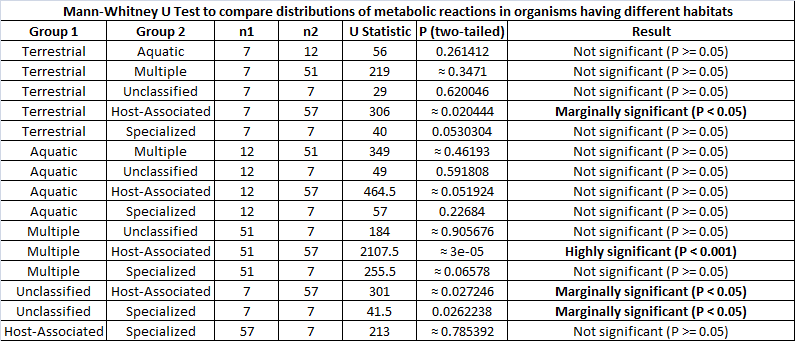 Mann-Whitney U Test to compare distributions of metabolic reactions in organisms having different habitats
Group 1 Group 2 n1 n2 U Statistic P (two-tailed) Result
Terrestrial Aquatic 7 12 56 0.261412 Not significant (P >= 0.05)
Terrestrial Multiple 7 51 219 ≈ 0.3471 Not significant (P >= 0.05)
Terrestrial Unclassified 7 7 29 0.620046 Not significant (P >= 0.05)
Terrestrial Host-Associated 7 57 306 ≈ 0.020444 Marginally significant (P < 0.05)
Terrestrial Specialized 7 7 40 0.0530304 Not significant (P >= 0.05)
Aquatic Multiple 12 51 349 ≈ 0.46193 Not significant (P >= 0.05)
Aquatic Unclassified 12 7 49 0.591808 Not significant (P >= 0.05)
Aquatic Host-Associated 12 57 464.5 ≈ 0.051924 Not significant (P >= 0.05)
Aquatic Specialized 12 7 57 0.22684 Not significant (P >= 0.05)
Multiple Unclassified 51 7 184 ≈ 0.905676 Not significant (P >= 0.05)
Multiple Host-Associated 51 57 2107.5 ≈ 3e-05 Highly significant (P < 0.001)
Multiple Specialized 51 7 255.5 ≈ 0.06578 Not significant (P >= 0.05)
Unclassified Host-Associated 7 57 301 ≈ 0.027246 Marginally significant (P < 0.05)
Unclassified Specialized 7 7 41.5 0.0262238 Marginally significant (P < 0.05)
Host-Associated Specialized 57 7 213 ≈ 0.785392 Not significant (P >= 0.05)